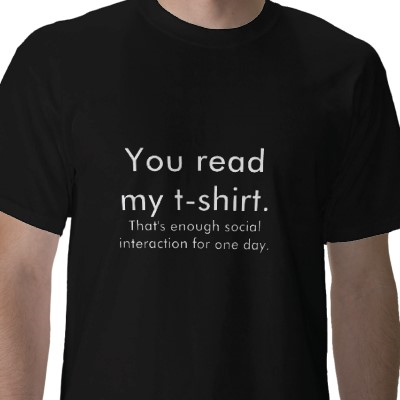 You read
my t-shirt.
That's enough social
interaction for one day.